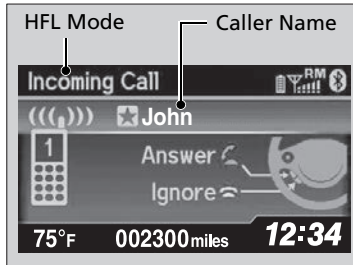 HFL Mode
Caller Name
Incoming Call
RM
John
1
Answer
Ignore
75°F 002300 miles 12:34